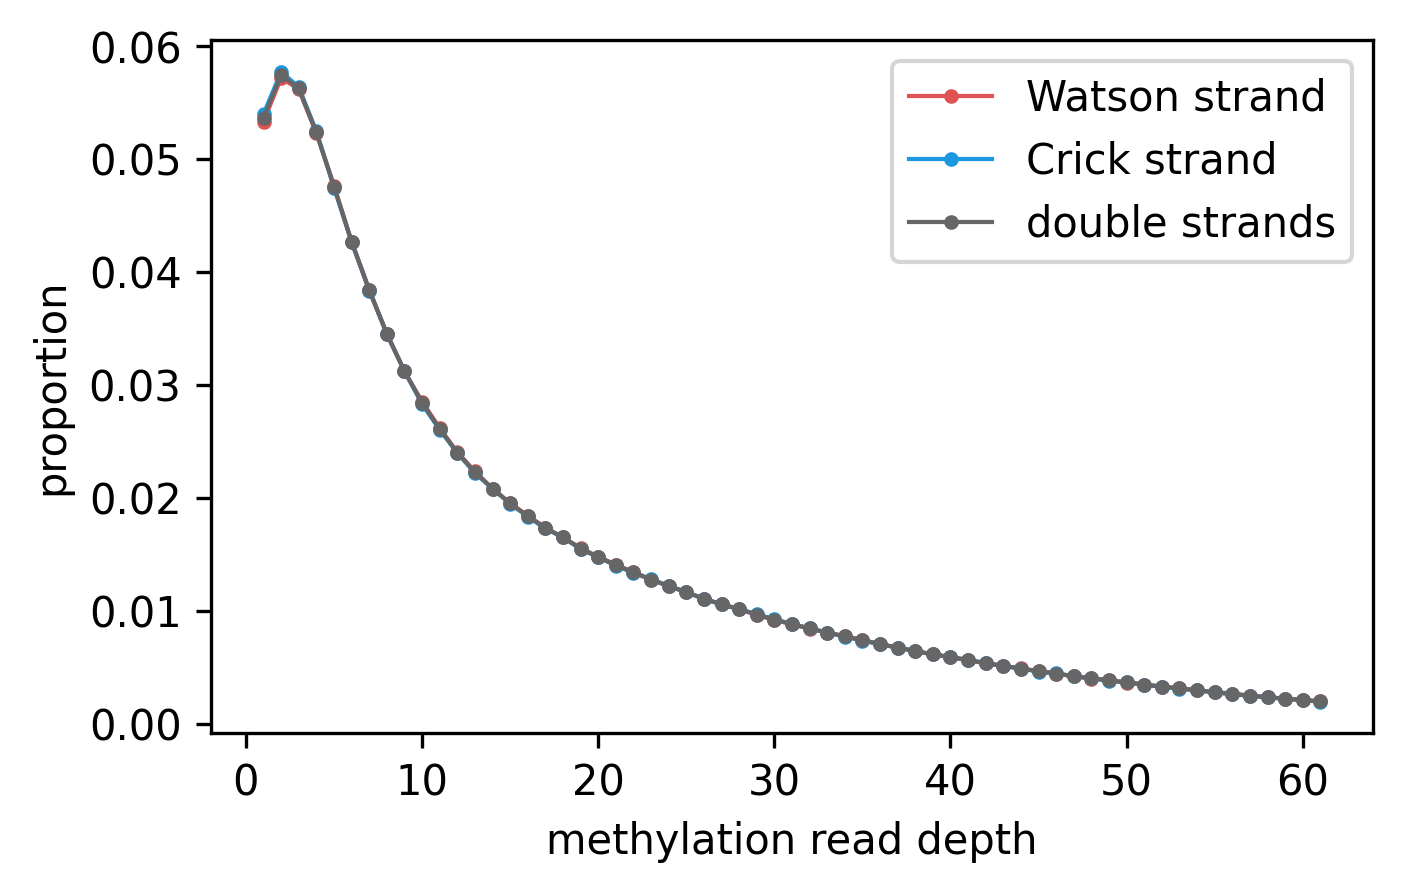 0.06
0.05
0.04
0.03
0.02
0.01
0.00
proportion
Watson strand
Crick strand
double strands
0 10 20 30 40 50 60
methylation read depth